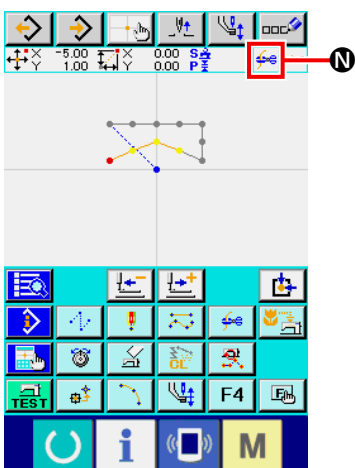 X -5.00 X 0.00 S
Y 1.00 Y 0.00 P
N
CL
TEST F4
i M